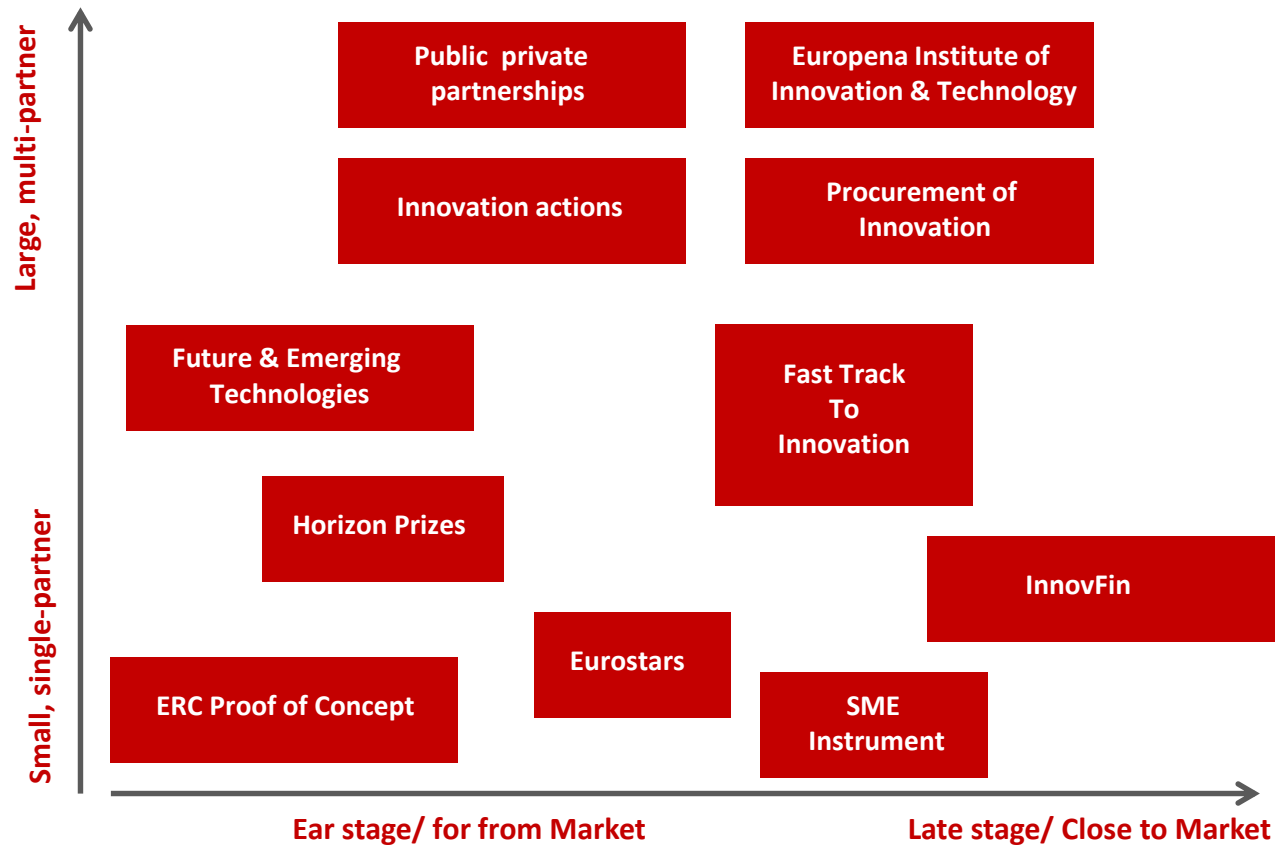 Large, multi-partner
Small, single-partner
Public private
partnerships
Europena Institute of
Innovation & Technology
Innovation actions
Procurement of
Innovation
Future & Emerging
Technologies
Fast Track
To
Innovation
Horizon Prizes
InnovFin
Eurostars
ERC Proof of Concept
SME
Instrument
Ear stage/ for from Market
Late stage/ Close to Market